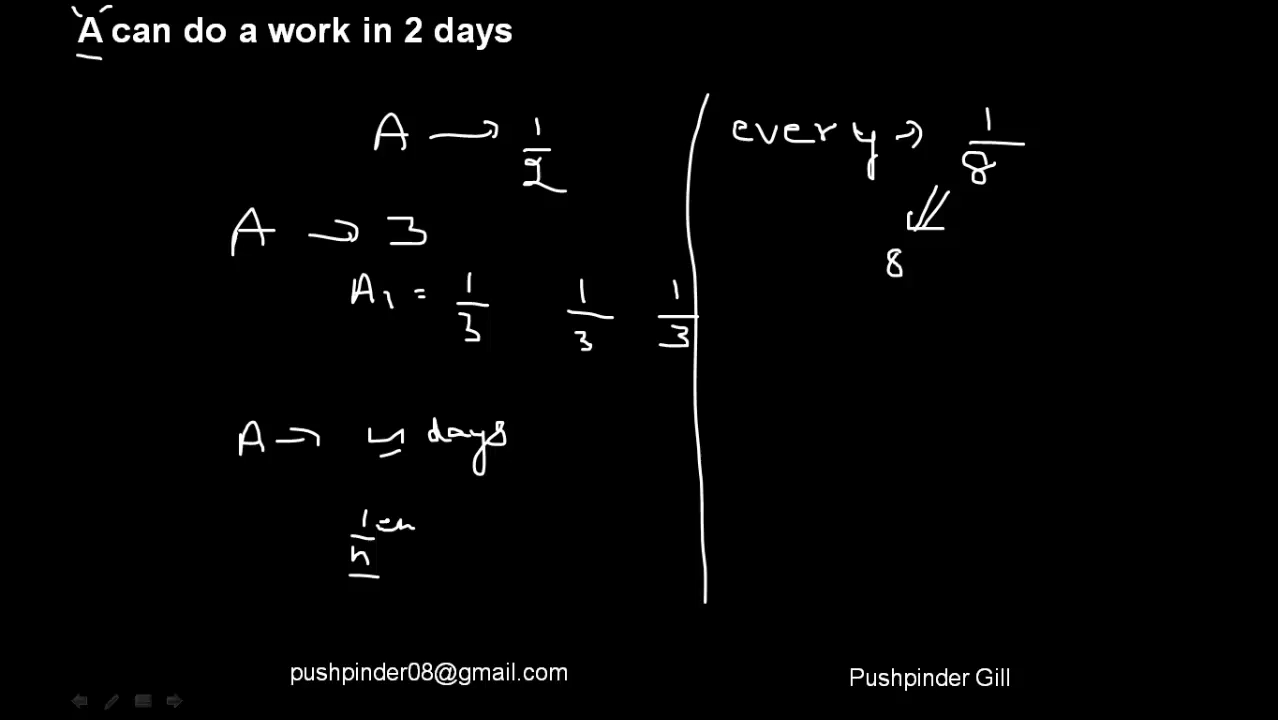 A can do a work in 2 days
A → 1/2
A → 3
A₁ = 1/3 1/3 1/3
A → n days
1/n
every → 1/8
8
pushpinder08@gmail.com
Pushpinder Gill